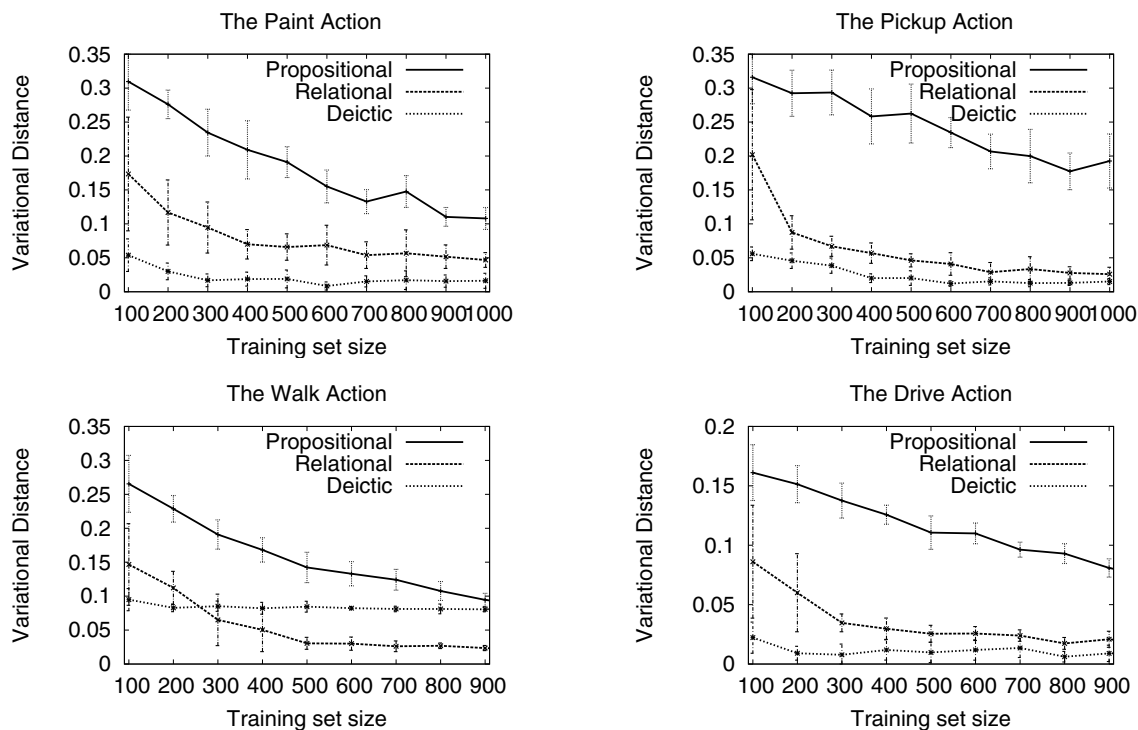 The Paint Action
Variational Distance
0.35
0.3
0.25
0.2
0.15
0.1
0.05
0
Propositional
Relational
Deictic
100 200 300 400 500 600 700 800 900 1000
Training set size
The Pickup Action
Variational Distance
0.35
0.3
0.25
0.2
0.15
0.1
0.05
0
Propositional
Relational
Deictic
100 200 300 400 500 600 700 800 900 1000
Training set size
The Walk Action
Variational Distance
0.35
0.3
0.25
0.2
0.15
0.1
0.05
0
Propositional
Relational
Deictic
100 200 300 400 500 600 700 800 900
Training set size
The Drive Action
Variational Distance
0.2
0.15
0.1
0.05
0
Propositional
Relational
Deictic
100 200 300 400 500 600 700 800 900
Training set size